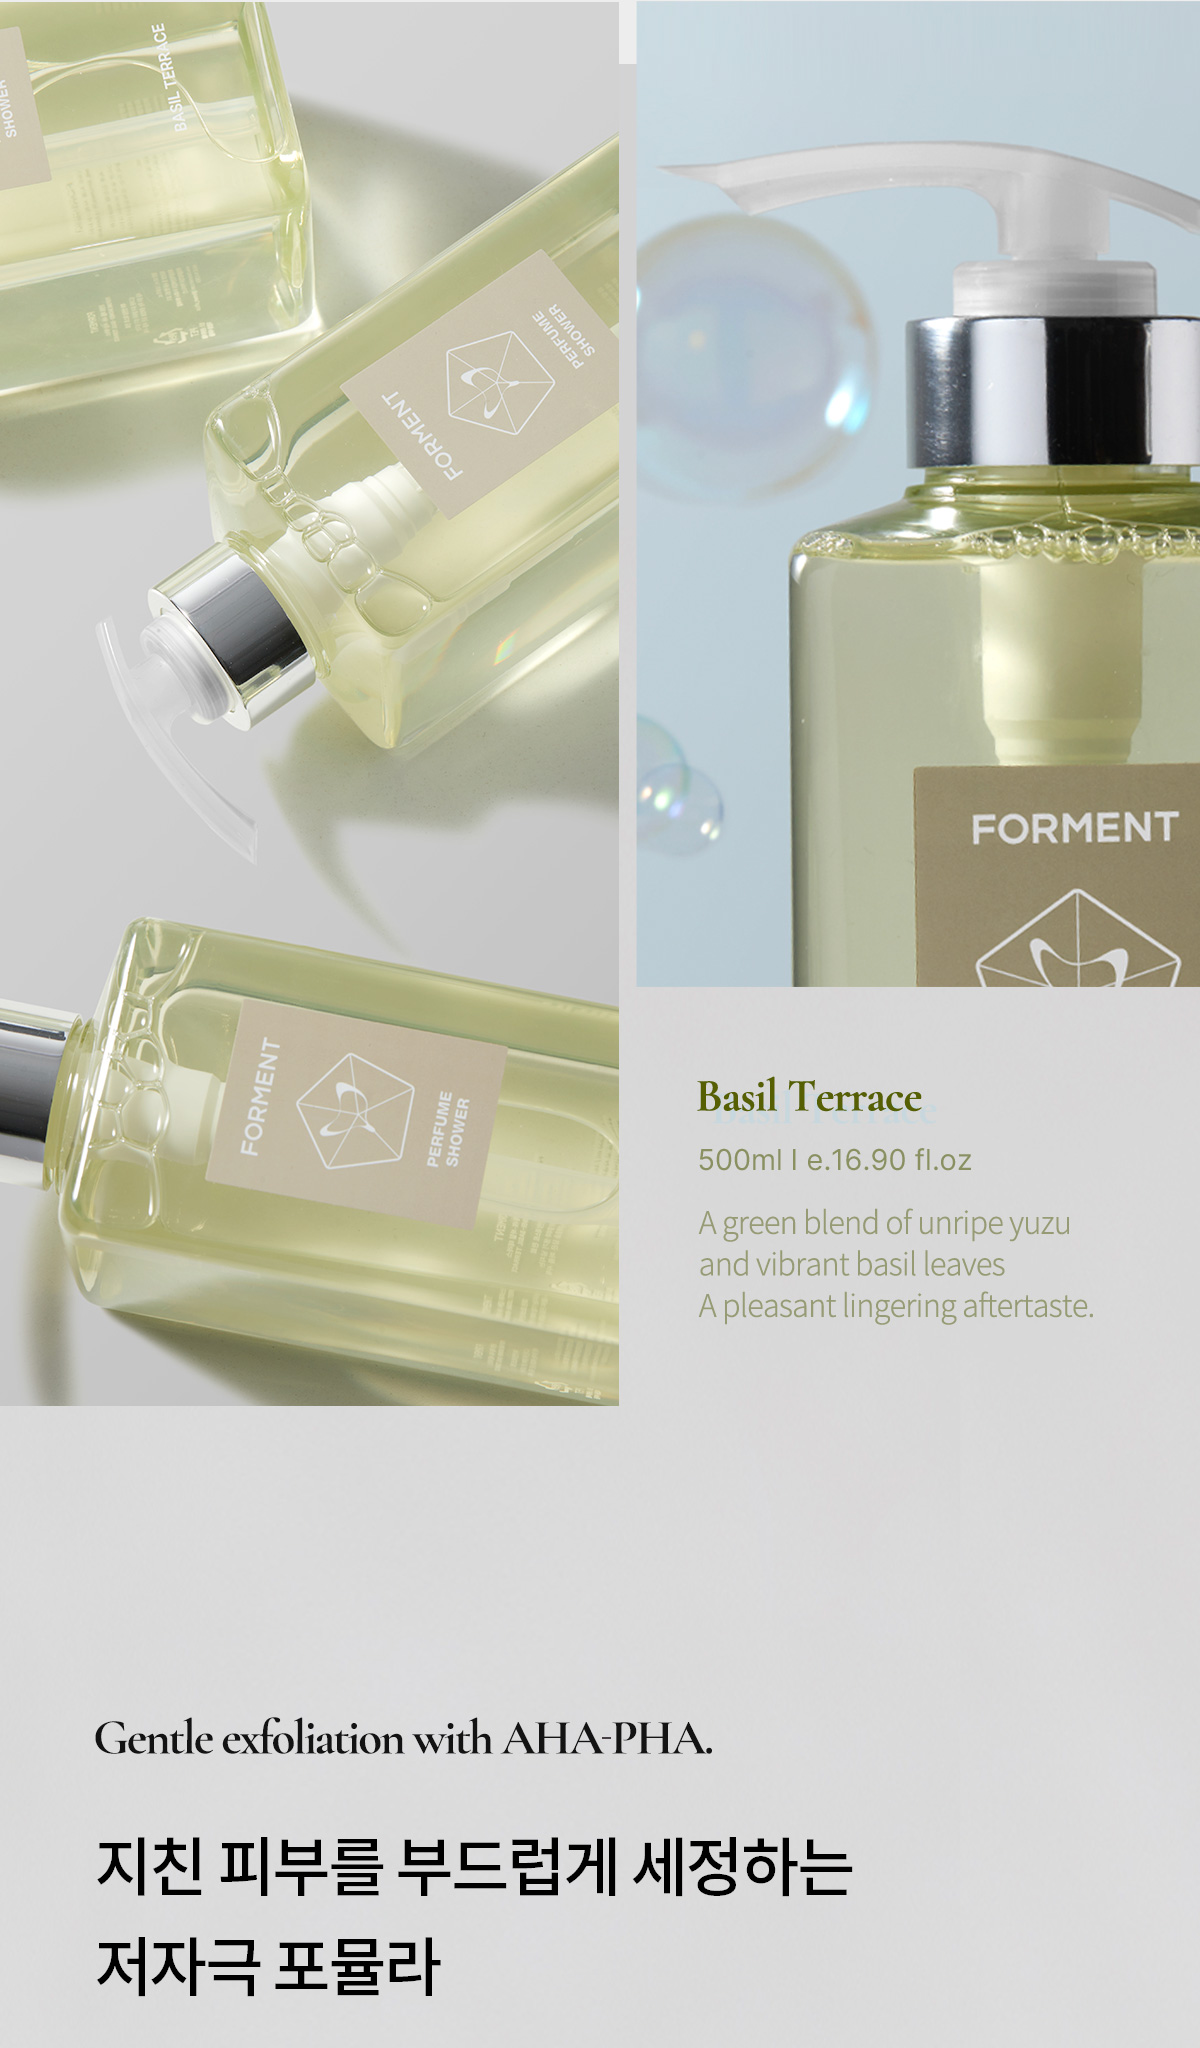 SHOWER
BASIL TERRACE
FORMENT
PERFUME
SHOWER
FORMENT
FORMENT
PERFUME
SHOWER
Basil Terrace
500ml I e.16.90 fl.oz
A green blend of unripe yuzu
and vibrant basil leaves
A pleasant lingering aftertaste.
Gentle exfoliation with AHA-PHA.
지친 피부를 부드럽게 세정하는
저자극 포뮬라